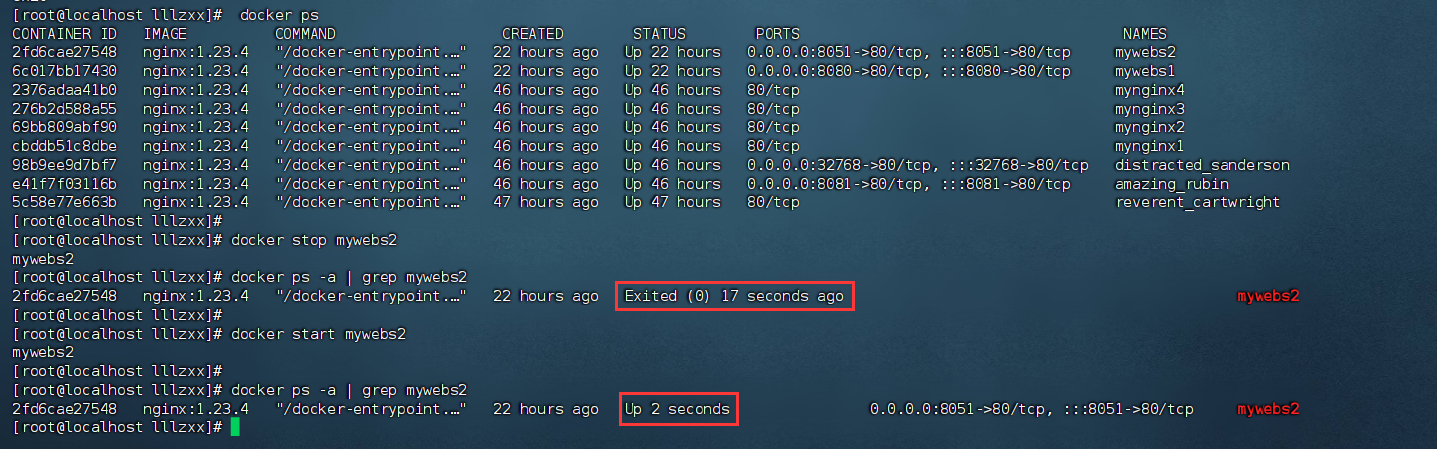 [root@localhost lllzxx]#  docker ps
CONTAINER ID   IMAGE          COMMAND                  CREATED        STATUS        PORTS                                     NAMES
2fd6cae27548   nginx:1.23.4   "/docker-entrypoint.…"   22 hours ago   Up 22 hours   0.0.0.0:8051->80/tcp, :::8051->80/tcp     mywebs2
6c017bb17430   nginx:1.23.4   "/docker-entrypoint.…"   22 hours ago   Up 22 hours   0.0.0.0:8080->80/tcp, :::8080->80/tcp     mywebs1
2376adaa41b0   nginx:1.23.4   "/docker-entrypoint.…"   46 hours ago   Up 46 hours   80/tcp                                    mynginx4
276b2d588a55   nginx:1.23.4   "/docker-entrypoint.…"   46 hours ago   Up 46 hours   80/tcp                                    mynginx3
69bb809abf90   nginx:1.23.4   "/docker-entrypoint.…"   46 hours ago   Up 46 hours   80/tcp                                    mynginx2
cbddb51c8dbe   nginx:1.23.4   "/docker-entrypoint.…"   46 hours ago   Up 46 hours   80/tcp                                    mynginx1
98b9ee9d7bf7   nginx:1.23.4   "/docker-entrypoint.…"   46 hours ago   Up 46 hours   0.0.0.0:32768->80/tcp, :::32768->80/tcp   distracted_sanderson
e41f7f03116b   nginx:1.23.4   "/docker-entrypoint.…"   46 hours ago   Up 46 hours   0.0.0.0:8081->80/tcp, :::8081->80/tcp     amazing_rubin
5c58e77e663b   nginx:1.23.4   "/docker-entrypoint.…"   47 hours ago   Up 47 hours   80/tcp                                    reverent_cartwright
[root@localhost lllzxx]#
[root@localhost lllzxx]# docker stop mywebs2
mywebs2
[root@localhost lllzxx]# docker ps -a | grep mywebs2
2fd6cae27548   nginx:1.23.4   "/docker-entrypoint.…"   22 hours ago   Exited (0) 17 seconds ago                                             mywebs2
[root@localhost lllzxx]#
[root@localhost lllzxx]# docker start mywebs2
mywebs2
[root@localhost lllzxx]#
[root@localhost lllzxx]# docker ps -a | grep mywebs2
2fd6cae27548   nginx:1.23.4   "/docker-entrypoint.…"   22 hours ago   Up 2 seconds                0.0.0.0:8051->80/tcp, :::8051->80/tcp     mywebs2
[root@localhost lllzxx]#